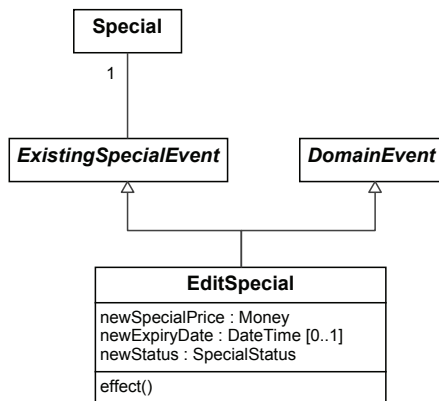 Special
1
ExistingSpecialEvent
DomainEvent
EditSpecial
newSpecialPrice : Money
newExpiryDate : DateTime [0..1]
newStatus : SpecialStatus
effect()